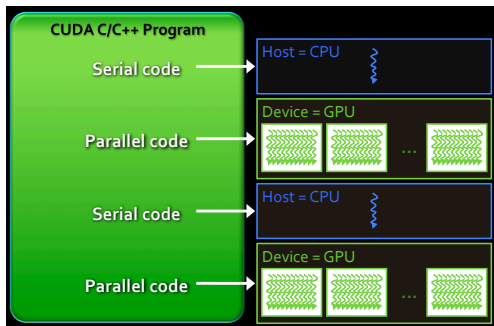 CUDA C/C++ Program
Serial code
Host = CPU
Parallel code
Device = GPU
...
Serial code
Host = CPU
Parallel code
Device = GPU
...